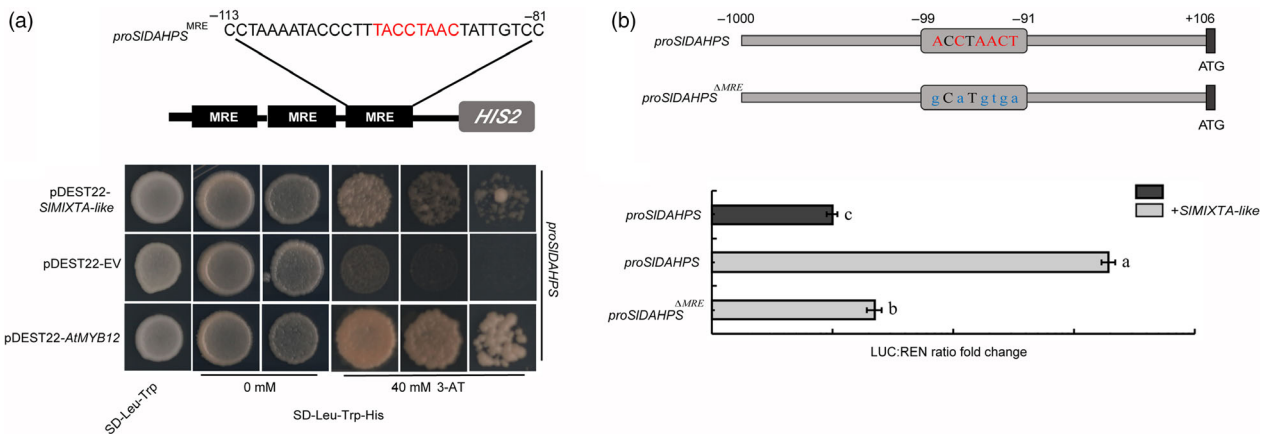 (a)
−113
−81
proSlDAHPS MRE CCTAAAATACCCTTTACCTAACTATTGTCC
MRE MRE MRE HIS2
pDEST22-
SlMIXTA-like
pDEST22-EV
pDEST22-AtMYB12
proSlDAHPS
SD-Leu-Trp
0 mM
40 mM 3-AT
SD-Leu-Trp-His
(b)
−1000 −99 −91 +106
proSlDAHPS ACCTAACT
ATG
proSlDAHPS ΔMRE gCaTgtga
ATG
+SlMIXTA-like
proSlDAHPS c
proSlDAHPS a
proSlDAHPS ΔMRE b
LUC:REN ratio fold change